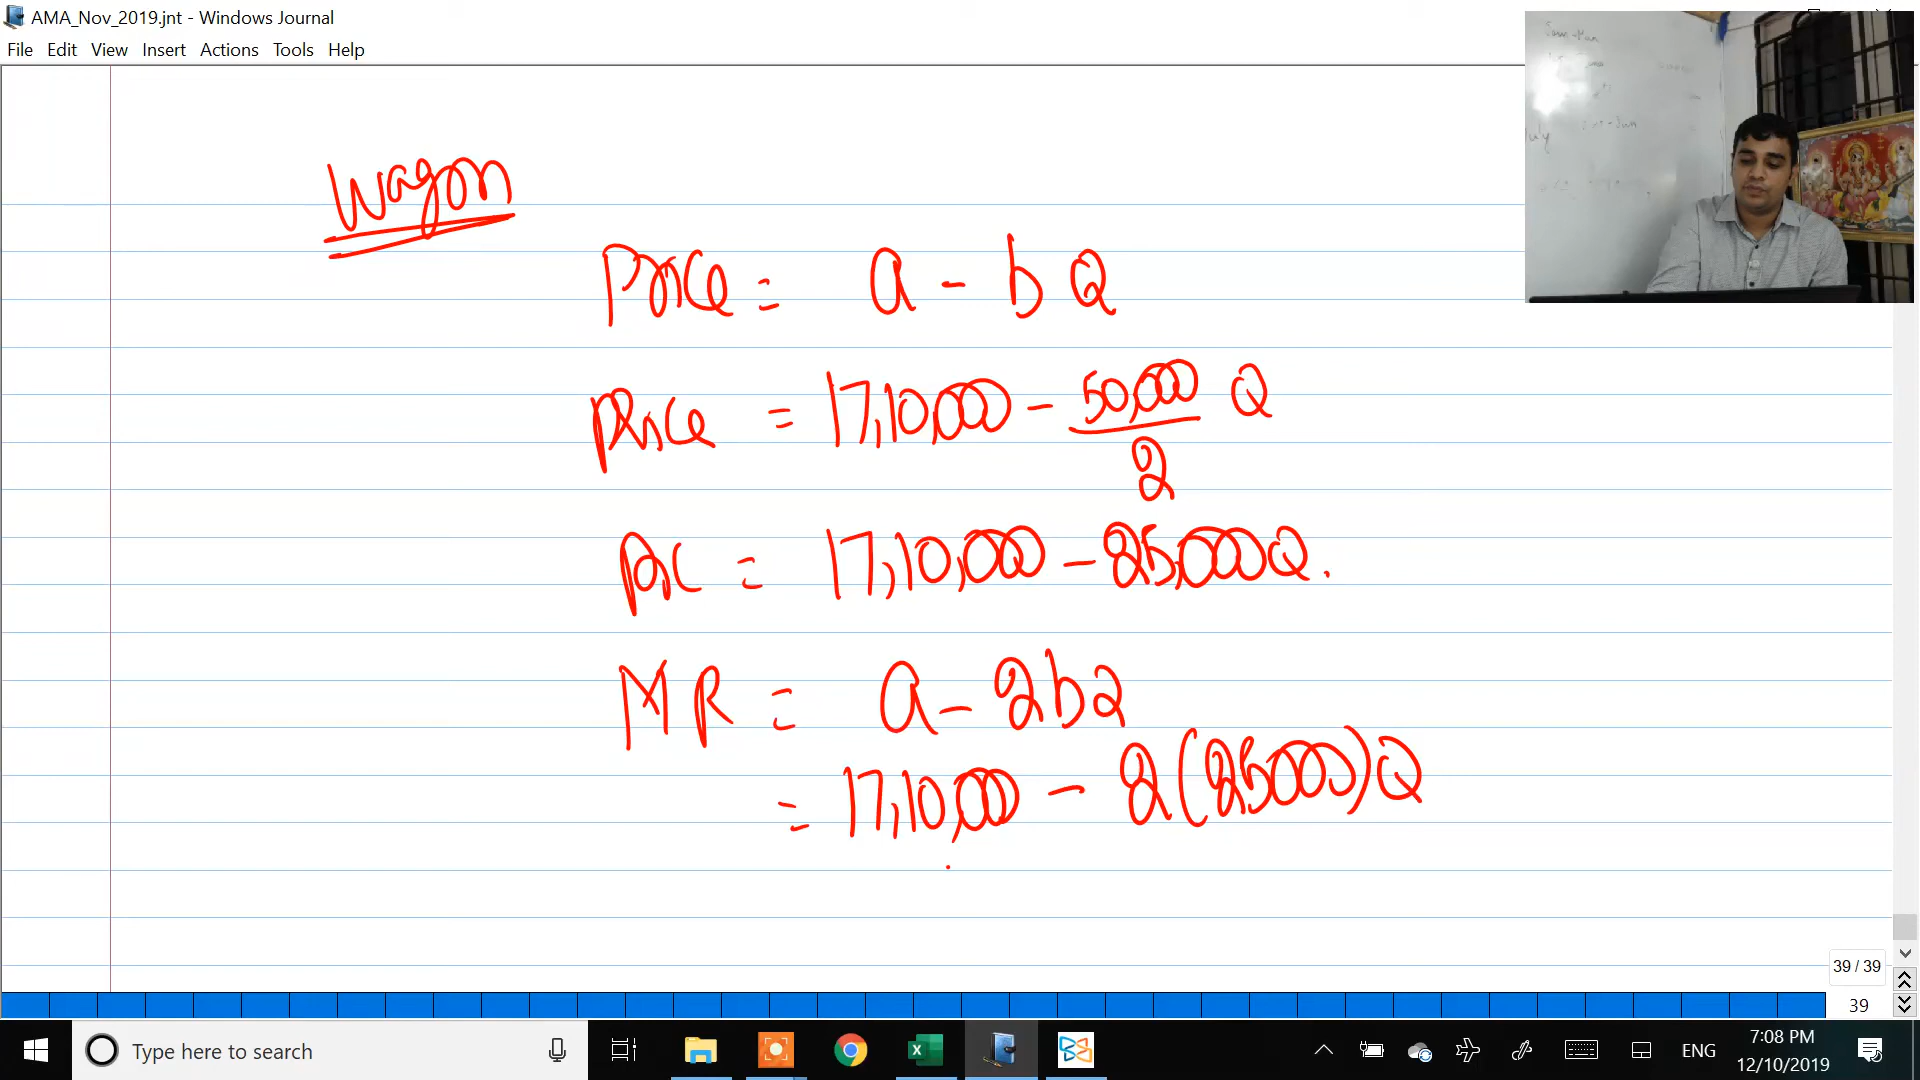 AMA_Nov_2019.jnt - Windows Journal
File Edit View Insert Actions Tools Help
Wagon
Price = a - b Q
Price = 17,10,000 - 50,000/2 Q
Pric = 17,10,000 - 25,000Q.
MR = a - 2bQ
= 17,10,000 - 2(25000)Q
39 / 39
39
Type here to search
ENG
7:08 PM
12/10/2019